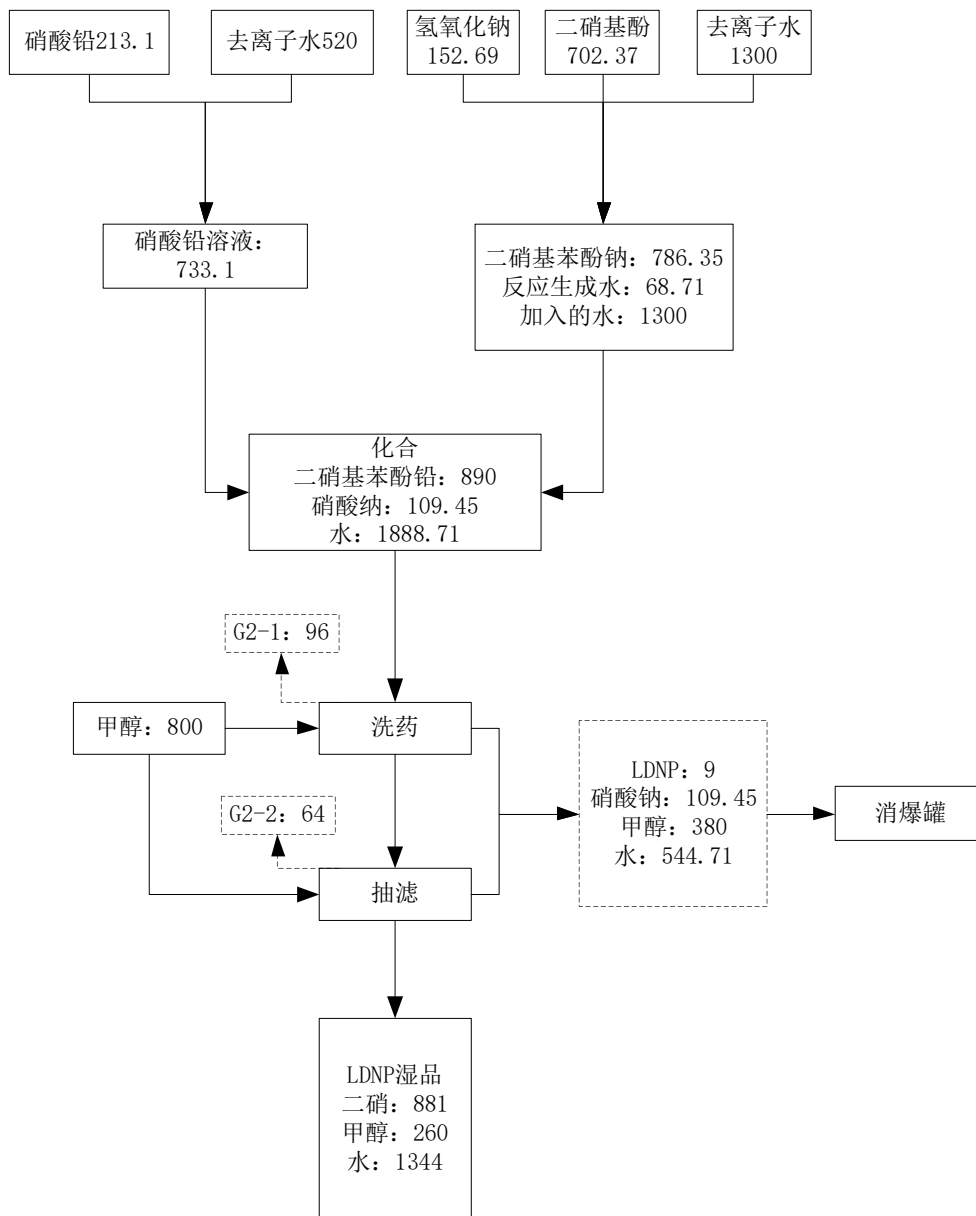 硝酸铅213.1
去离子水520
氢氧化钠
152.69
二硝基酚
702.37
去离子水
1300
硝酸铅溶液：
733.1
二硝基苯酚钠：786.35
反应生成水：68.71
加入的水：1300
化合
二硝基苯酚铅：890
硝酸纳：109.45
水：1888.71
G2-1：96
甲醇：800
洗药
LDNP：9
硝酸钠：109.45
甲醇：380
水：544.71
消爆罐
G2-2：64
抽滤
LDNP湿品
二硝：881
甲醇：260
水：1344